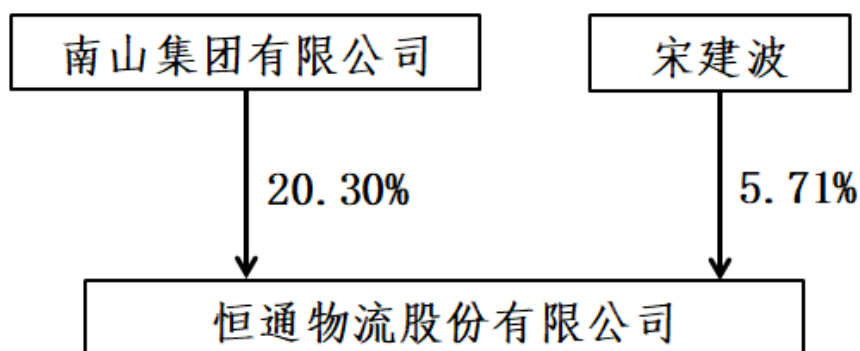 南山集团有限公司
宋建波
20.30%
5.71%
恒通物流股份有限公司